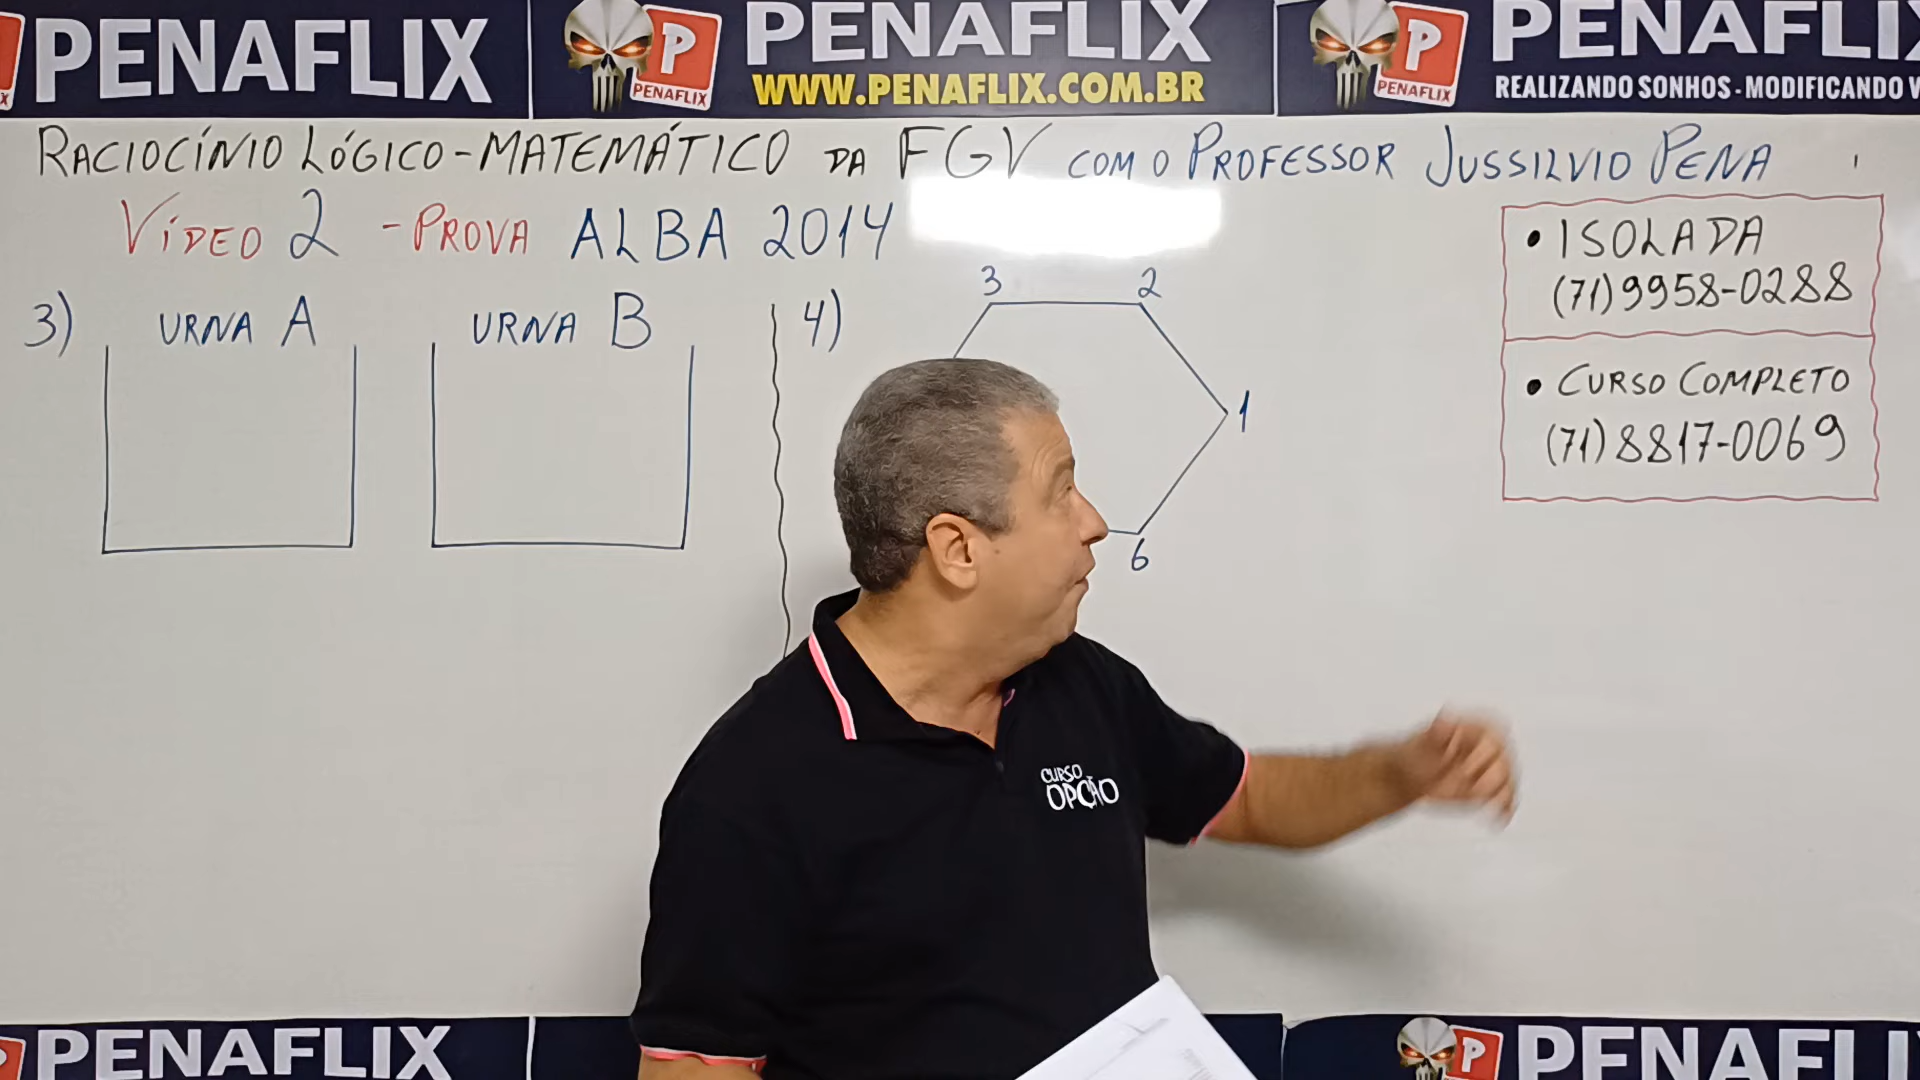 PENAFLIX
P
PENAFLIX
PENAFLIX
WWW.PENAFLIX.COM.BR
P
PENAFLIX
PENAFLIX
REALIZANDO SONHOS - MODIFICANDO V
RACIOCÍNIO LÓGICO-MATEMÁTICO DA FGV COM O PROFESSOR JUSSILVIO PENA
VÍDEO 2 - PROVA ALBA 2014
3) URNA A URNA B
4)
3 2
1
6
• ISOLADA
(71) 9958-0288
• CURSO COMPLETO
(71) 8817-0069
CURSO
OPÇÃO
PENAFLIX
P
PENAFLIX